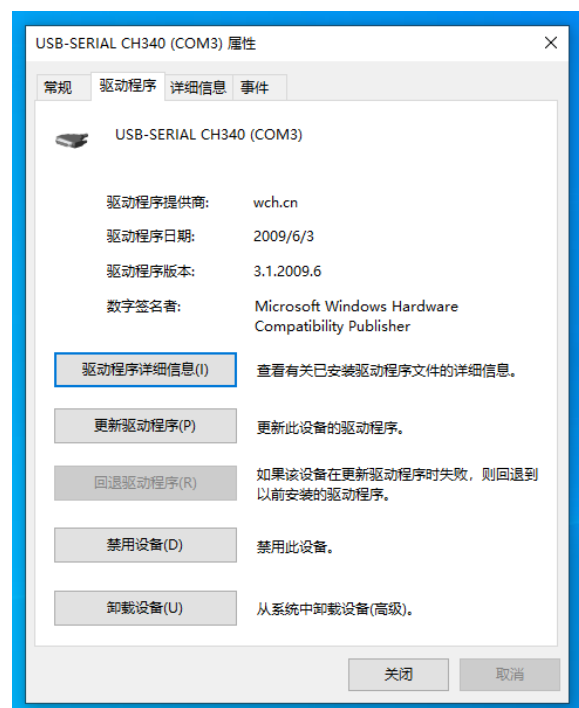 USB-SERIAL CH340 (COM3) 属性
常规 驱动程序 详细信息 事件
USB-SERIAL CH340 (COM3)
驱动程序提供商: wch.cn
驱动程序日期: 2009/6/3
驱动程序版本: 3.1.2009.6
数字签名者: Microsoft Windows Hardware
Compatibility Publisher
驱动程序详细信息(I) 查看有关已安装驱动程序文件的详细信息。
更新驱动程序(P) 更新此设备的驱动程序。
回退驱动程序(R) 如果该设备在更新驱动程序时失败，则回退到
以前安装的驱动程序。
禁用设备(D) 禁用此设备。
卸载设备(U) 从系统中卸载设备(高级)。
关闭 取消